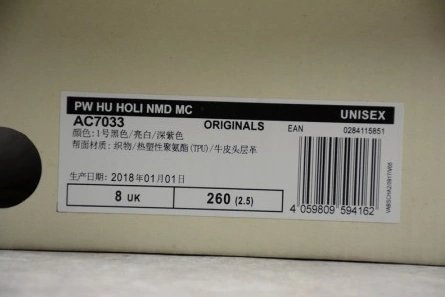 PW HU HOLI NMD MC UNISEX
AC7033 ORIGINALS EAN 0284115851
颜色:1号黑色/亮白/深紫色
帮面材质: 织物/热塑性聚氨酯(TPU)/牛皮头层革
生产日期: 2018年01月01日
8 UK 260 (2.5)
4 059809 594162